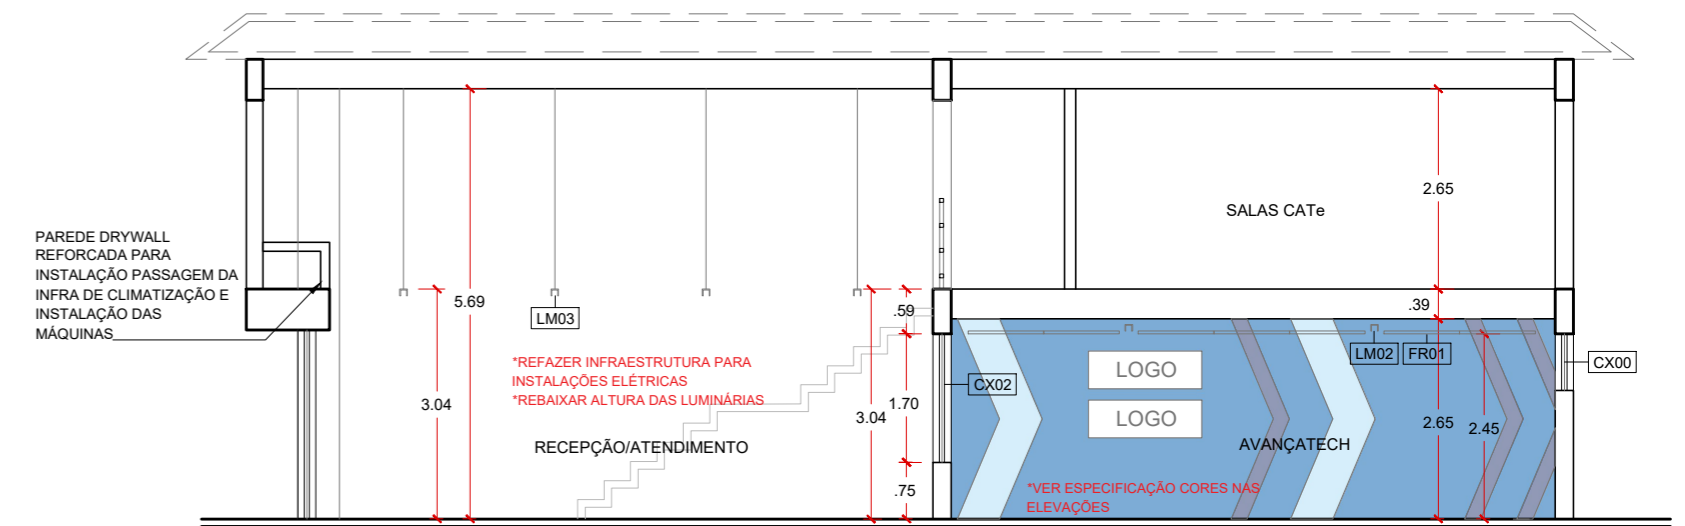 2.65
SALAS CATe
PAREDE DRYWALL
REFORCADA PARA
INSTALAÇÃO PASSAGEM DA
INFRA DE CLIMATIZAÇÃO E
INSTALAÇÃO DAS
MÁQUINAS
5.69
LM03
.59
.39
*REFAZER INFRAESTRUTURA PARA
INSTALAÇÕES ELÉTRICAS
*REBAIXAR ALTURA DAS LUMINÁRIAS
LM02
FR01
CX00
LOGO
CX02
3.04
3.04
1.70
LOGO
2.65
2.45
RECEPÇÃO/ATENDIMENTO
AVANÇATECH
.75
*VER ESPECIFICAÇÃO CORES NAS
ELEVAÇÕES